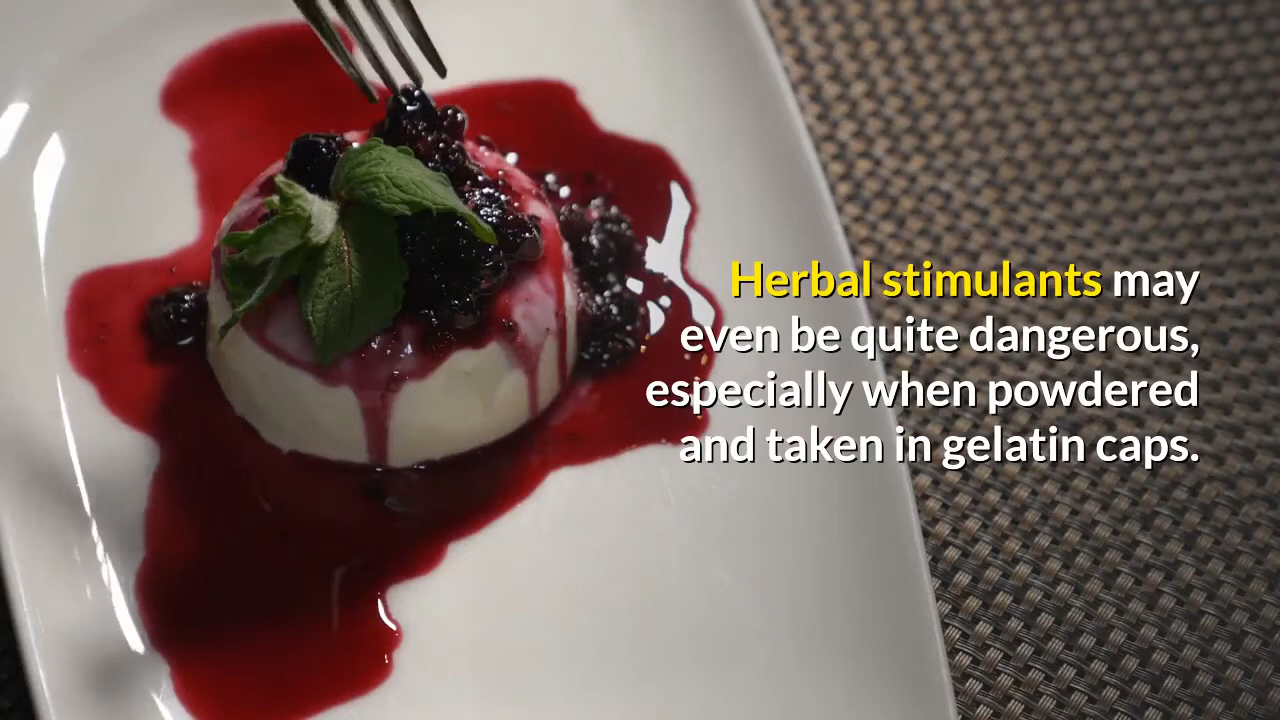 Herbal stimulants may
even be quite dangerous,
especially when powdered
and taken in gelatin caps.